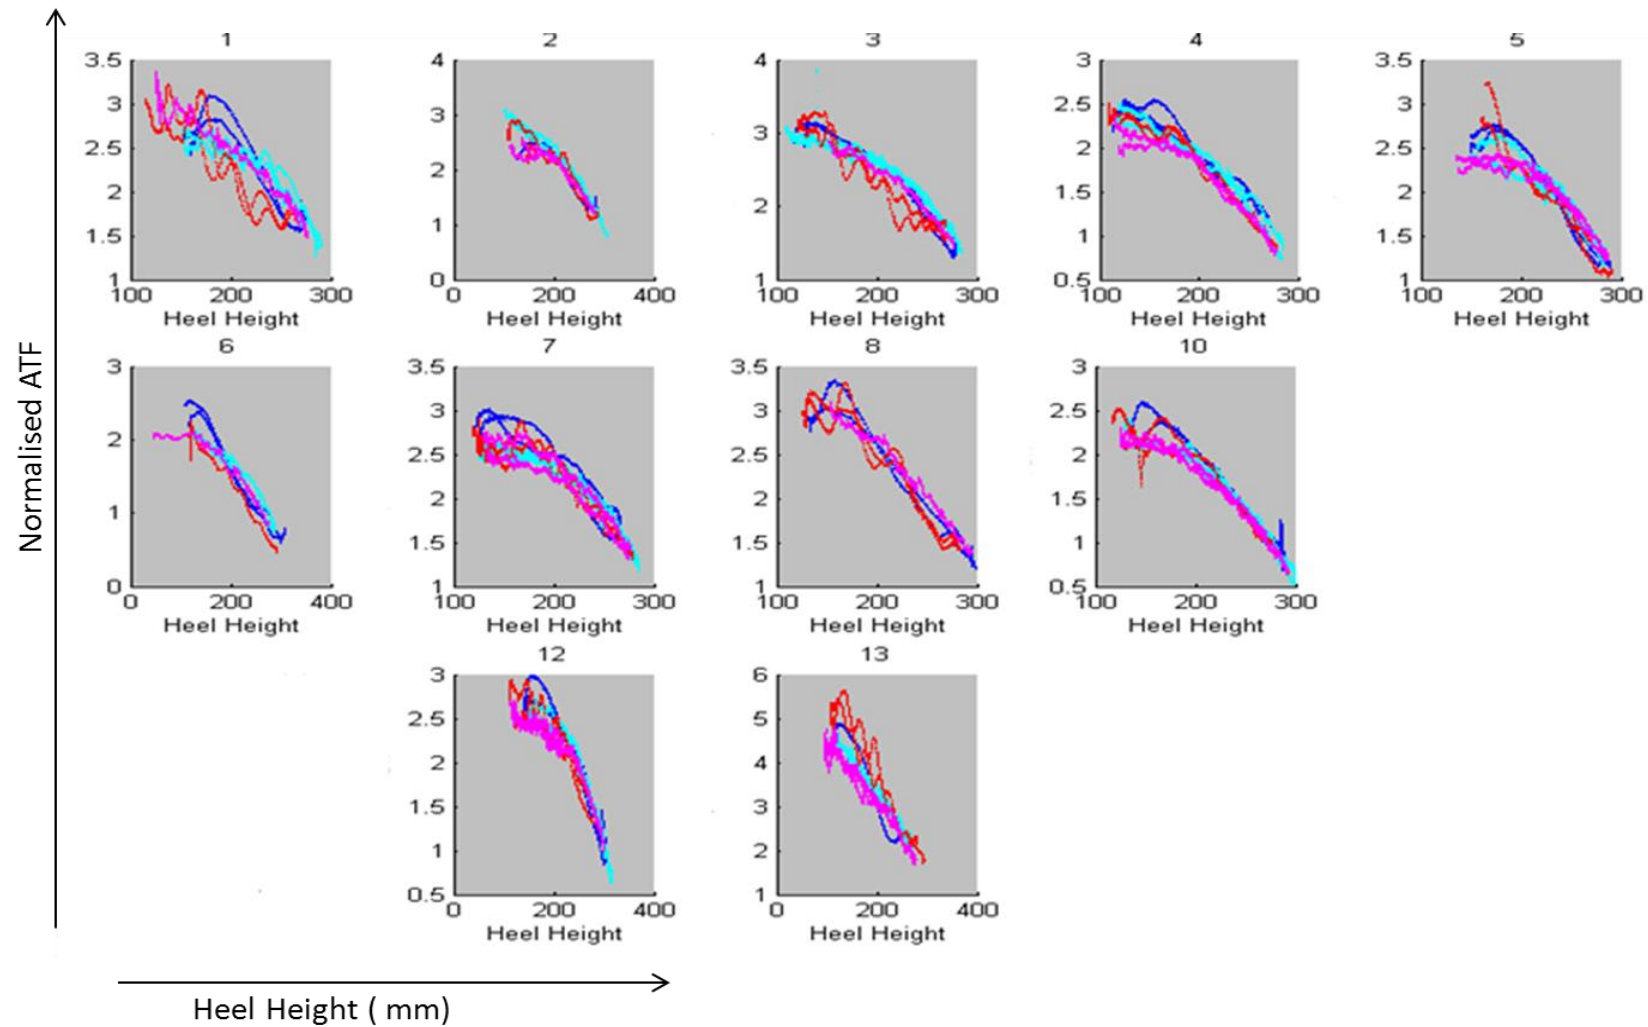 1 2 3 4 5
3.5 4 4 3 3.5
3 3 3 2.5 3
2.5 2 2 2 2.5
2 1 1 1.5 2
1.5 0 1 1.5
1 0.5 1
100 200 300 0 200 400 100 200 300 100 200 300 100 200 300
Heel Height Heel Height Heel Height Heel Height Heel Height
6 7 8 10
3 3.5 3.5 3
2 3 3 2.5
1 2.5 2.5 2
0 2 2 1.5
1.5 1.5 1
1 1 0.5
0 200 400 100 200 300 100 200 300 100 200 300
Heel Height Heel Height Heel Height Heel Height
12 13
3 6
2.5 5
2 4
1.5 3
1 2
0.5 1
0 200 400 0 200 400
Heel Height Heel Height
Normalised ATF
Heel Height ( mm)